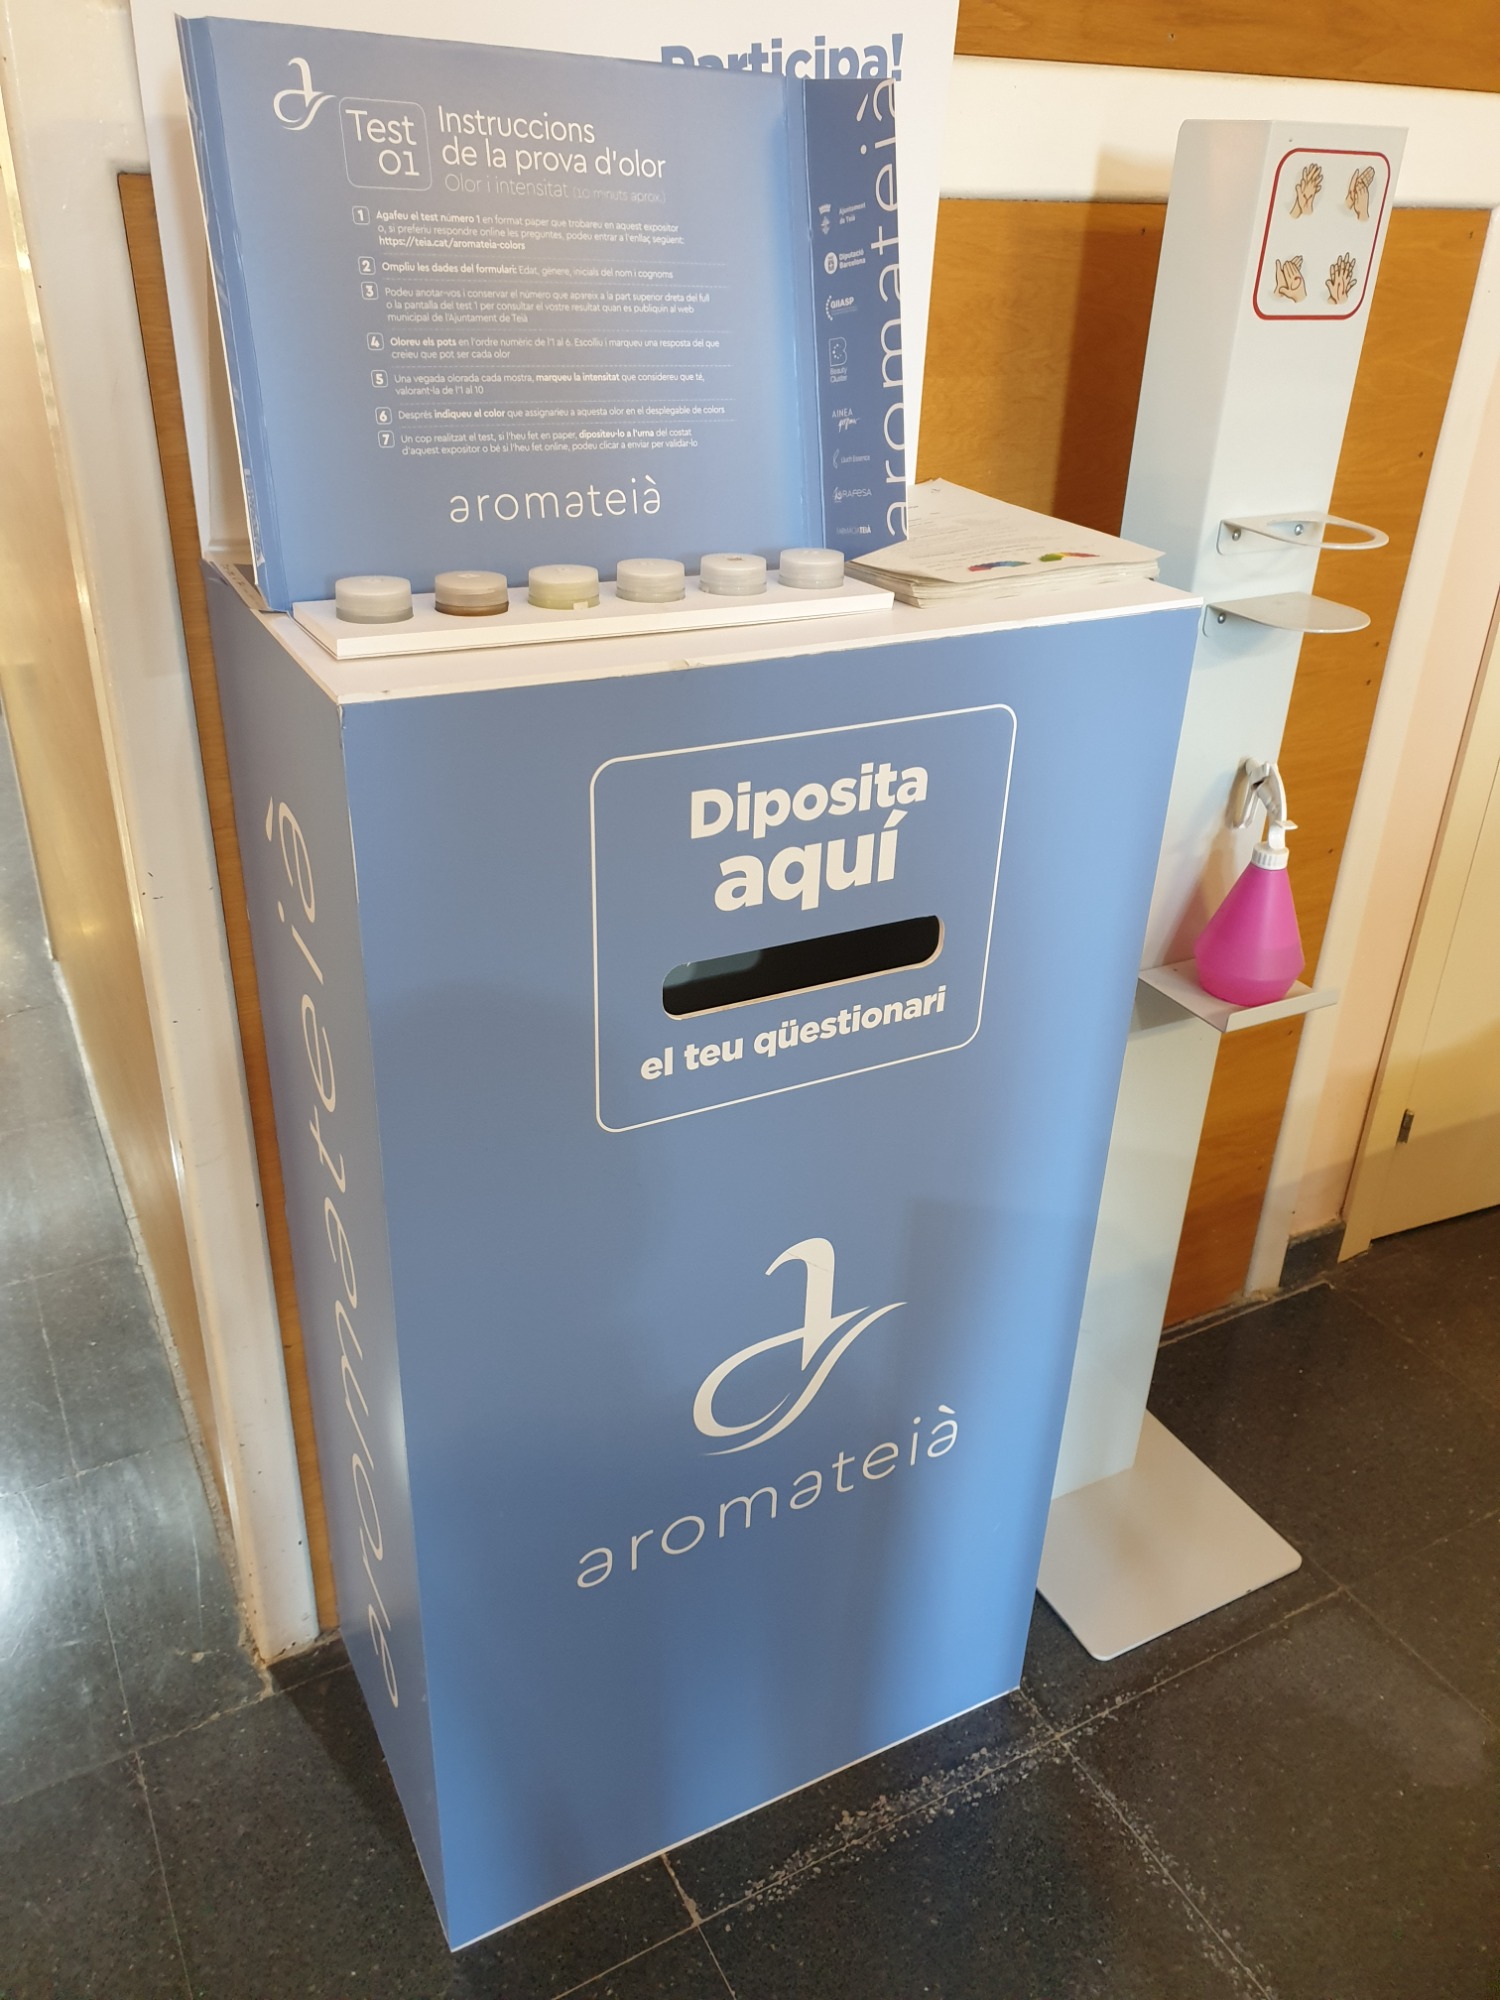 Participa!
Test
01
Instruccions
de la prova d'olor
Olor i intensitat (10 minuts aprox.)
1 Agafeu el test número 1 en format paper que trobareu en aquest expositor
o, si preferiu respondre online les preguntes, podeu entrar a l'enllaç següent:
https://teia.cat/aromateia-colors
2 Ompliu les dades del formulari: Edat, gènere, inicials del nom i cognoms
3 Podeu anotar-vos i conservar el número que apareix a la part superior dreta del full
o la pantalla del test 1 per consultar el vostre resultat quan es publiquin al web
municipal de l'Ajuntament de Teià
4 Oloreu els pots en l'ordre numèric de l'1 al 6. Escolliu i marqueu una resposta del que
creieu que pot ser cada olor
5 Una vegada olorada cada mostra, marqueu la intensitat que considereu que té,
valorant-la de l'1 al 10
6 Després indiqueu el color que assignaríeu a aquesta olor en el desplegable de colors
7 Un cop realitzat el test, si l'heu fet en paper, dipositeu-lo a l'urna del costat
d'aquest expositor o bé si l'heu fet online, podeu clicar a enviar per validar-lo
aromateià
aromateià
Ajuntament
de Teià
Diputació
Barcelona
Beauty
Cluster
AINEA
perfums
FARMÀCIATEIÀ
Diposita
aquí
el teu qüestionari
aromateià
aromateià